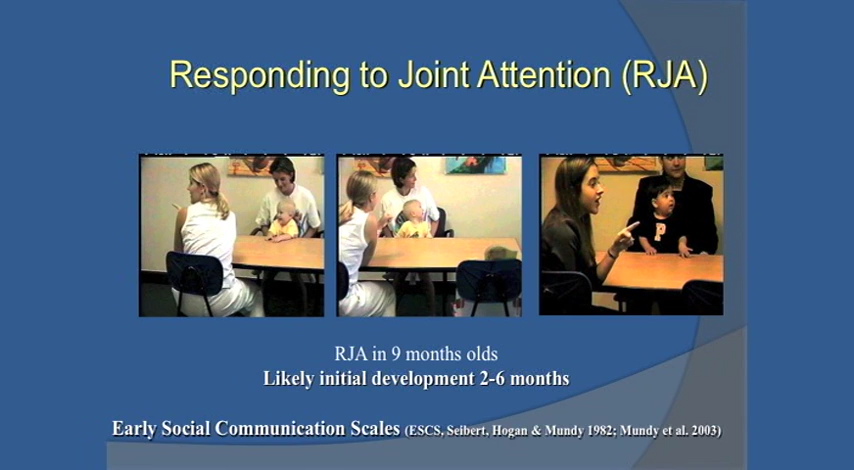 Responding to Joint Attention (RJA)
P
RJA in 9 months olds
Likely initial development 2-6 months
Early Social Communication Scales (ESCS, Seibert, Hogan & Mundy 1982; Mundy et al. 2003)